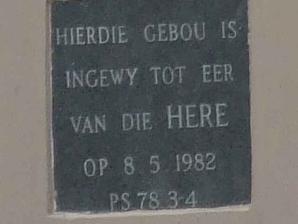 HIERDIE GEBOU IS
INGEWY TOT EER
VAN DIE HERE
OP 8 5 1982
PS 78 3-4